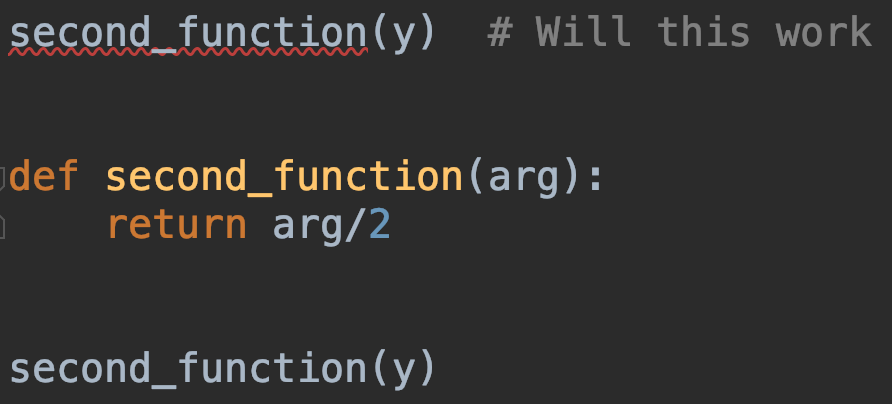 second_function(y)  # Will this work
def second_function(arg):
    return arg/2
second_function(y)